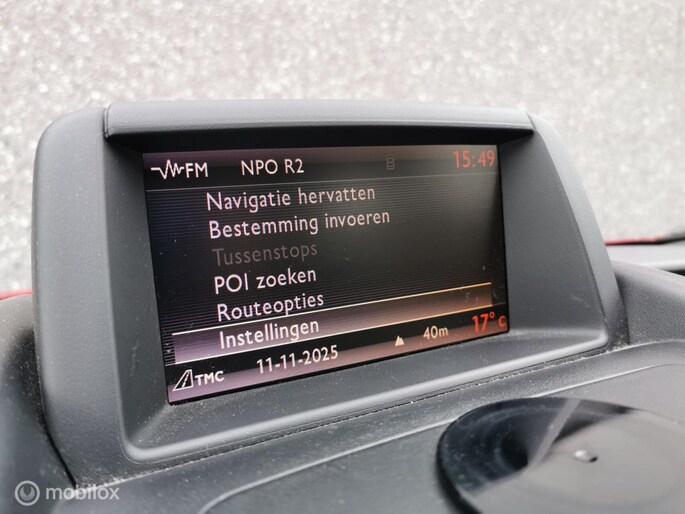 FM NPO R2 15:49
Navigatie hervatten
Bestemming invoeren
Tussenstops
POI zoeken
Routeopties
Instellingen
TMC 11-11-2025 40m 17°C
mobilox